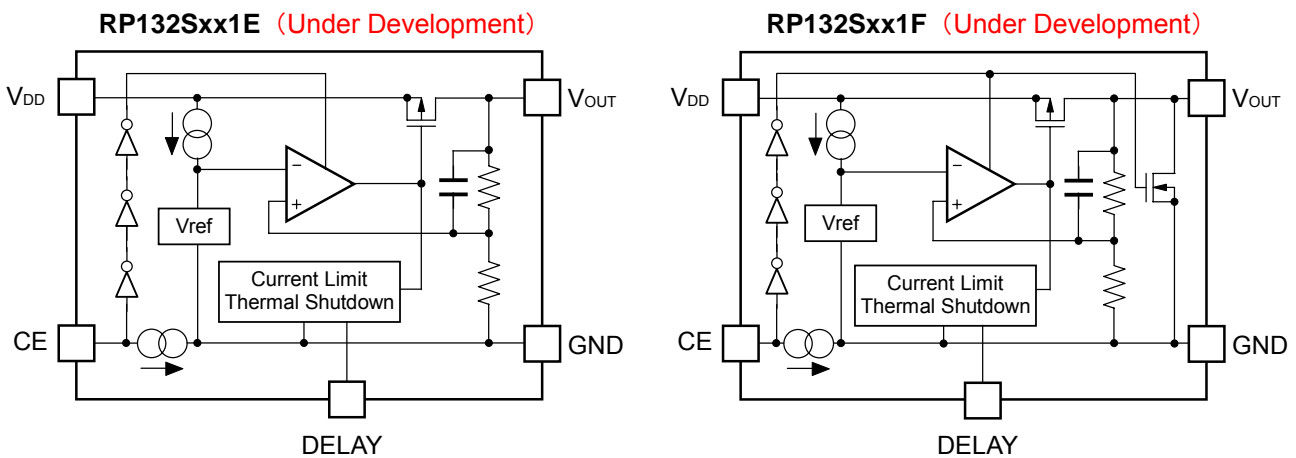 RP132Sxx1E (Under Development)
VDD
VOUT
−
+
Vref
Current Limit
Thermal Shutdown
CE
GND
DELAY
RP132Sxx1F (Under Development)
VDD
VOUT
−
+
Vref
Current Limit
Thermal Shutdown
CE
GND
DELAY